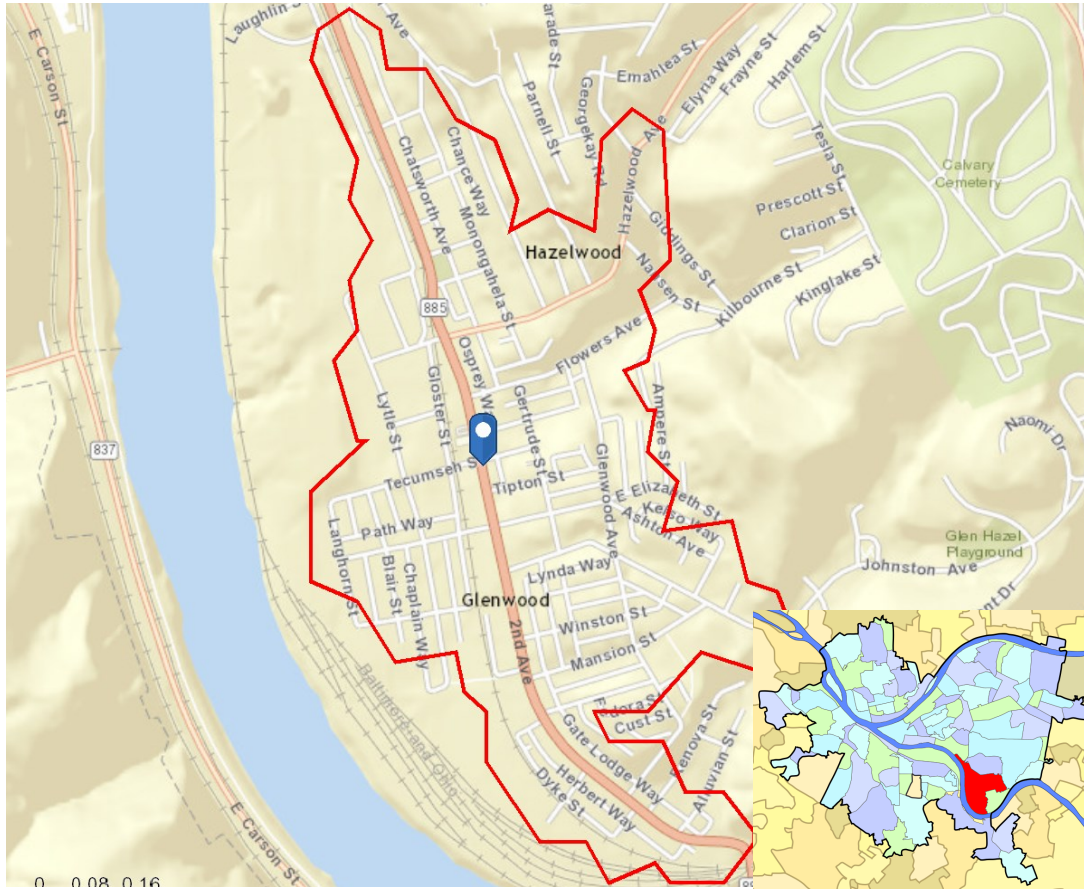 Laughlin S
E Carson St
Ave
arade St
Emahlea St
Elyria Way
Frayne St
Harlem St
Parnell St
Georgekay Rd
Chance Way
Chatsworth Ave
Hazelwood Ave
Tesla St
Calvary
Cemetery
Prescott St
Clarion St
Monongahela St
Giddings St
Hazelwood
Nansen St
Kilbourne St
Kinglake St
885
Osprey W
Flowers Ave
Gloster St
Gertrude St
Ampere St
Lytle St
Naomi Dr
837
Tecumseh S
Tipton St
Glenwood Ave
E Elizabeth St
Kelso Way
Ashton Ave
Path Way
Langhorn St
Blair St
Chaplain Way
Glen Hazel
Playground
Johnston Ave
nt Dr
Lynda Way
Glenwood
Winston St
2nd Ave
Mansion St
Baltimore and Ohio
dora St
Cust St
Renova St
Alluvian St
Gate Lodge Way
Herbert Way
Dyke St
E Carson St
0 0.08 0.16